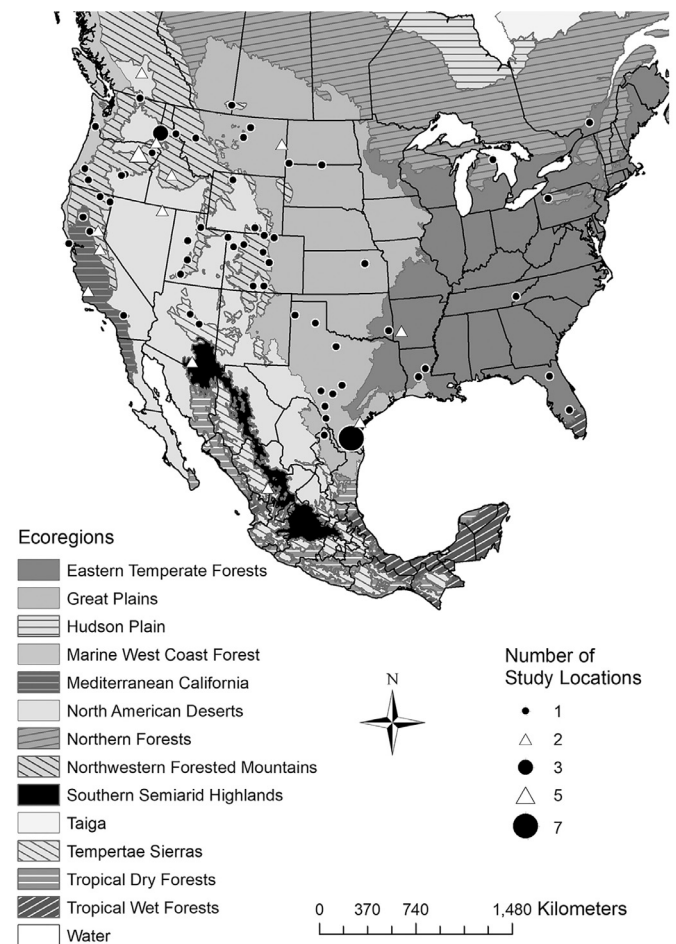 Ecoregions
Eastern Temperate Forests
Great Plains
Hudson Plain
Marine West Coast Forest
Mediterranean California
North American Deserts
Northern Forests
Northwestern Forested Mountains
Southern Semiarid Highlands
Taiga
Tempertae Sierras
Tropical Dry Forests
Tropical Wet Forests
Water
N
Number of
Study Locations
1
2
3
5
7
0 370 740 1,480 Kilometers